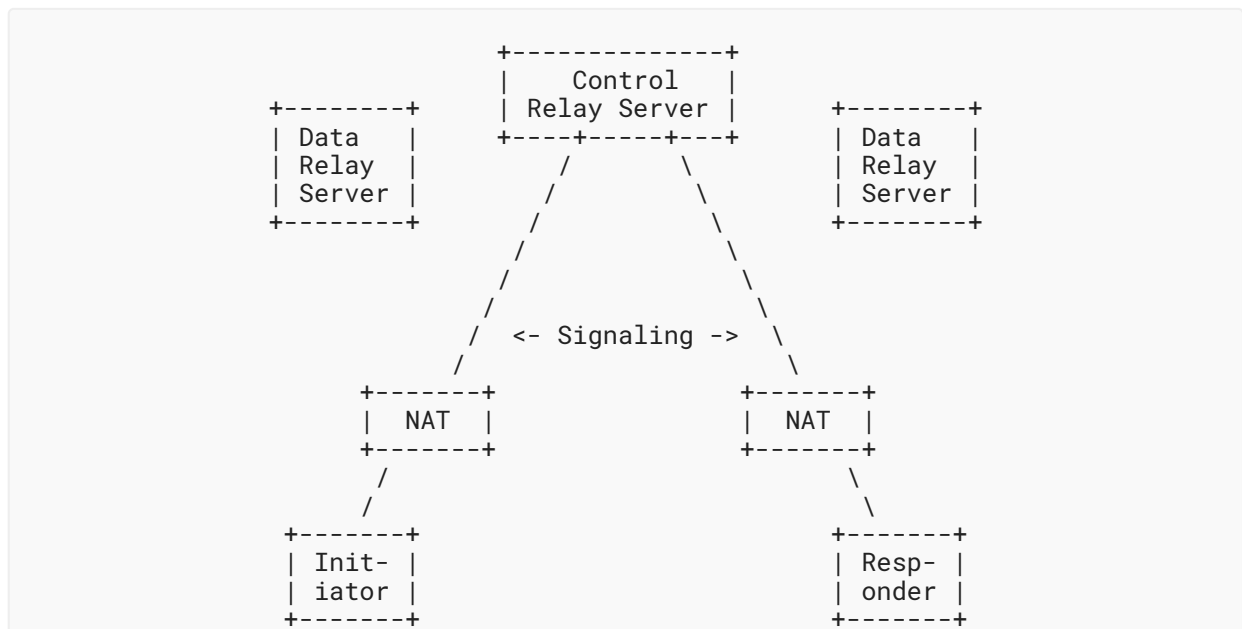 +--------------+
                              |    Control   |
               +--------+     | Relay Server |      +--------+
               | Data   |     +----+-----+---+      | Data   |
               | Relay  |         /       \         | Relay  |
               | Server |        /         \        | Server |
               +--------+       /           \       +--------+
                               /             \
                              /               \
                             /                 \
                            /  <- Signaling ->  \
                           /                     \
                     +-------+                +-------+
                     |  NAT  |                |  NAT  |
                     +-------+                +-------+
                      /                              \
                     /                                \
                +-------+                           +-------+
                | Init- |                           | Resp- |
                | iator |                           | onder |
                +-------+                           +-------+